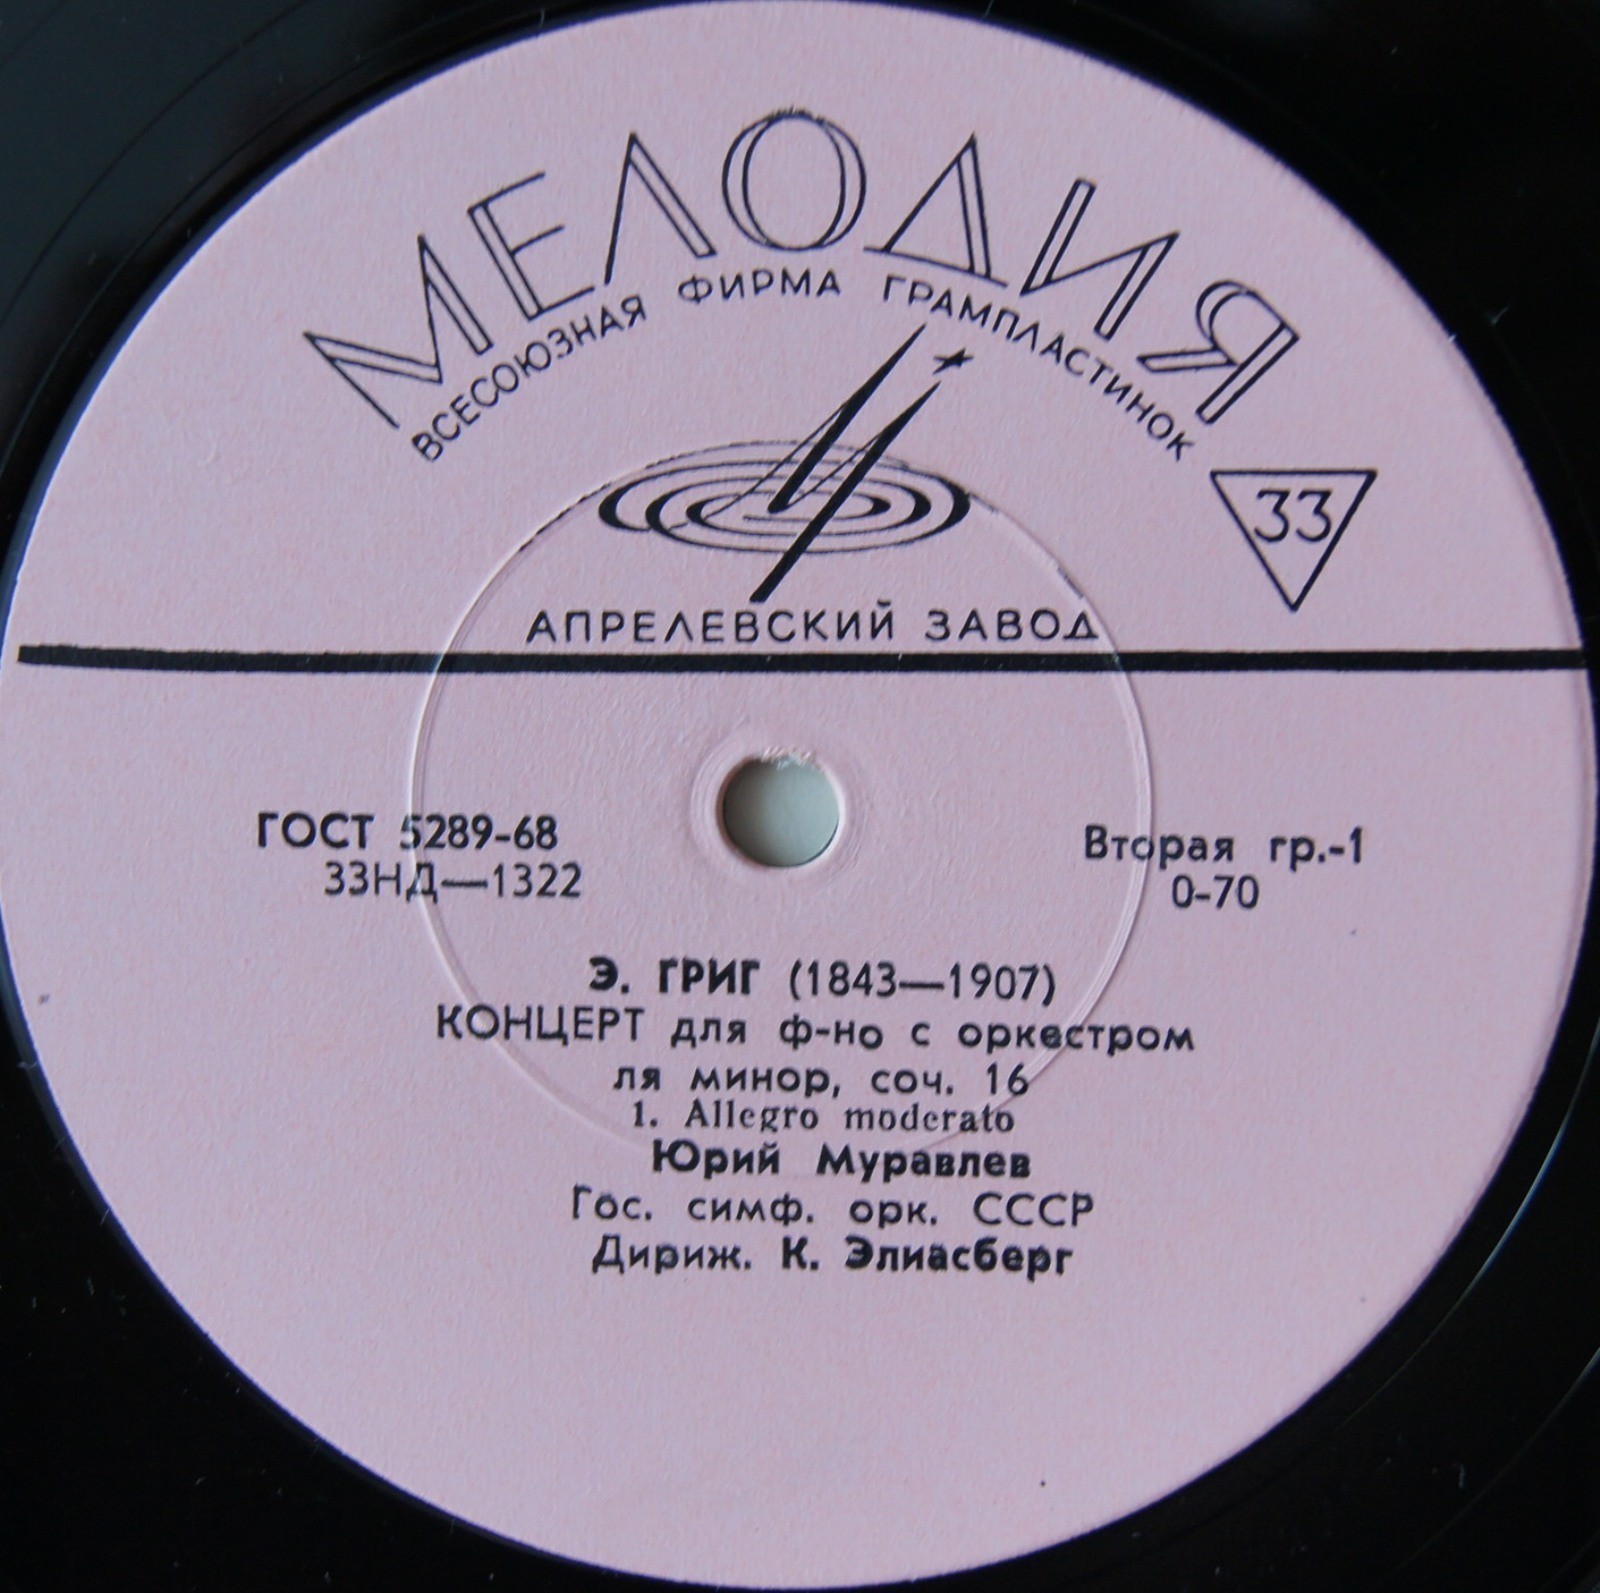 МЕЛОДИЯ
ВСЕСОЮЗНАЯ ФИРМА ГРАМПЛАСТИНОК
33
АПРЕЛЕВСКИЙ ЗАВОД
ГОСТ 5289-68
33НД—1322
Вторая гр.-1
0-70
Э. ГРИГ (1843—1907)
КОНЦЕРТ для ф-но с оркестром
ля минор, соч. 16
1. Allegro moderato
Юрий Муравлев
Гос. симф. орк. СССР
Дириж. К. Элиасберг